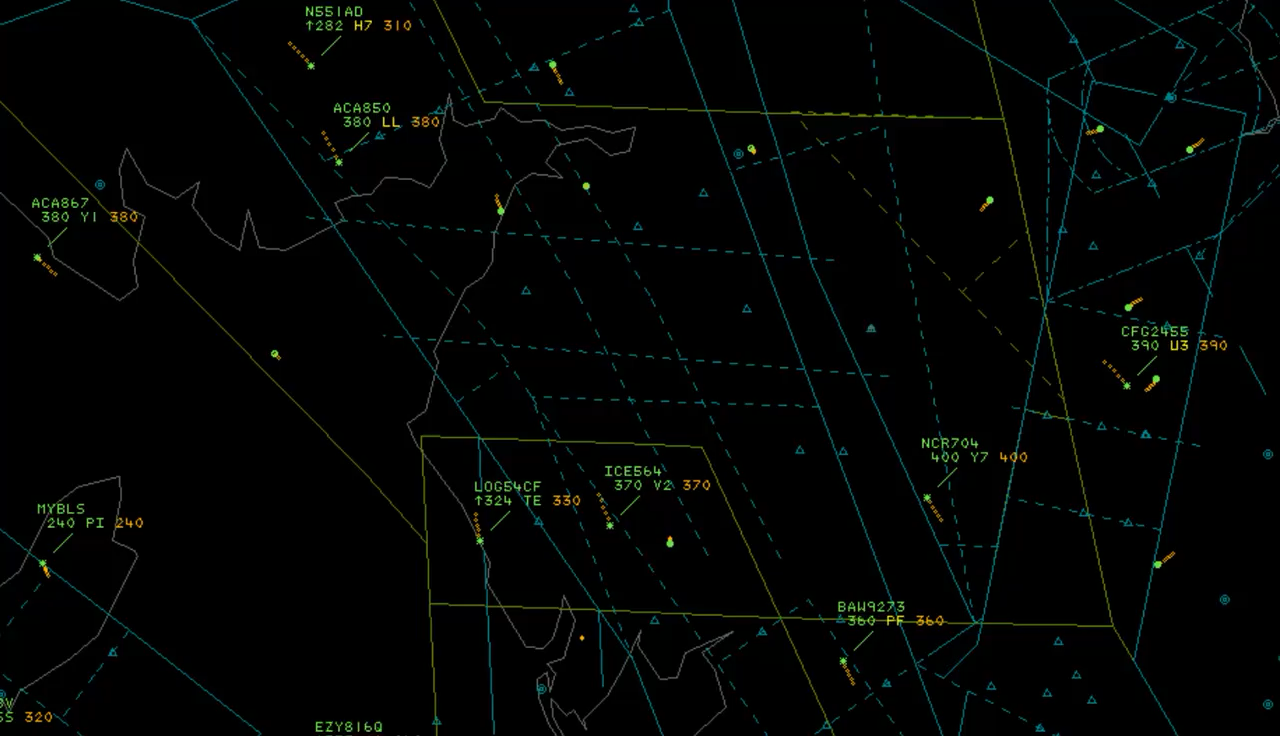 N551AD
↑282 H7 310
ACA850
380 LL 380
ACA867
380 YI 380
CFG2455
390 W3 390
NCR704
400 Y7 400
ICE564
370 V2 370
LOG54CF
↑324 TE 330
MYBLS
240 PI 240
BAW9273
360 PF 360
320
EZY816Q